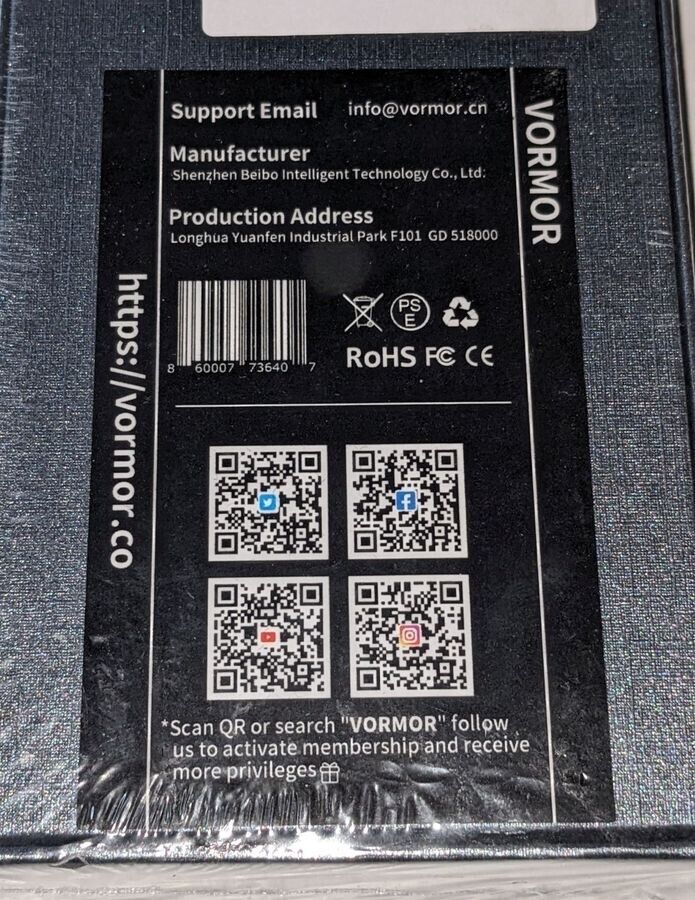 Support Email info@vormor.cn
Manufacturer
Shenzhen Beibo Intelligent Technology Co., Ltd.
Production Address
Longhua Yuanfen Industrial Park F101 GD 518000
VORMOR
https://vormor.co
8 60007 73640 7
PS
E
RoHS FC CE
*Scan QR or search "VORMOR" follow
us to activate membership and receive
more privileges